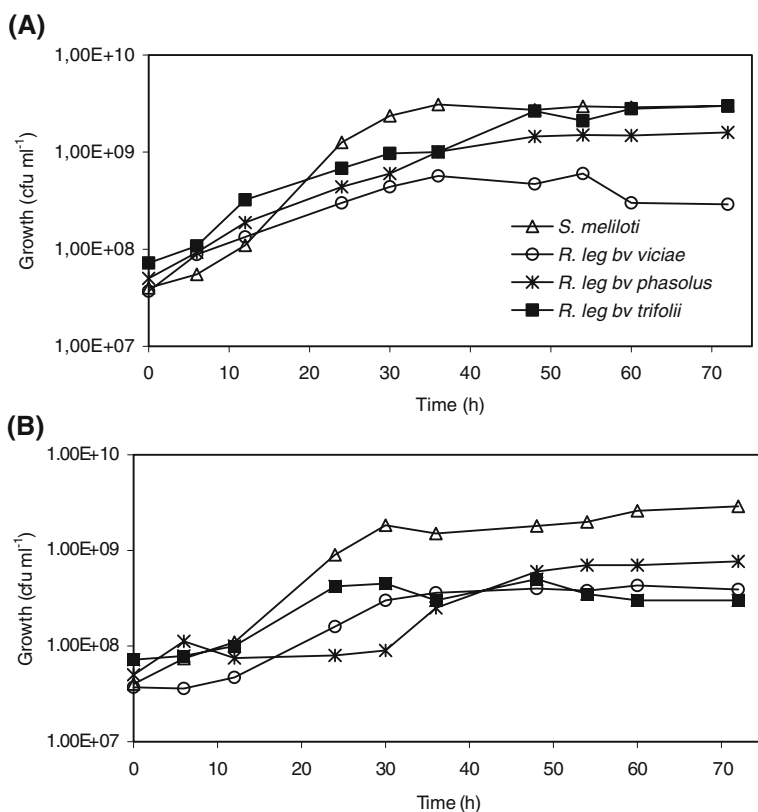 (A)
1,00E+10
1,00E+09
1,00E+08
1,00E+07
Growth (cfu ml⁻¹)
S. meliloti
R. leg bv viciae
R. leg bv phasolus
R. leg bv trifolii
0 10 20 30 40 50 60 70
Time (h)
(B)
1.00E+10
1.00E+09
1.00E+08
1.00E+07
Growth (cfu ml⁻¹)
0 10 20 30 40 50 60 70
Time (h)